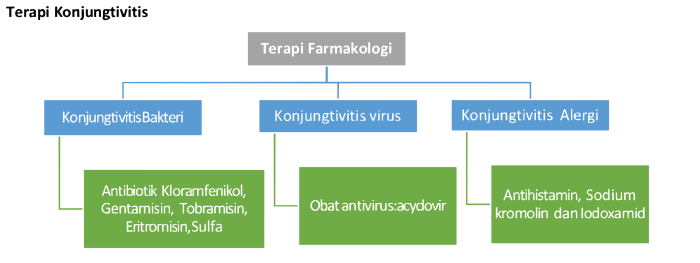 Terapi Konjungtivitis
Terapi Farmakologi
KonjungtivitisBakteri
Konjungtivitis virus
Konjungtivitis Alergi
Antibiotik Kloramfenikol,
Gentamisin, Tobramisin,
Eritromisin,Sulfa
Obat antivirus:acydovir
Antihistamin, Sodium
kromolin dan Iodoxamid